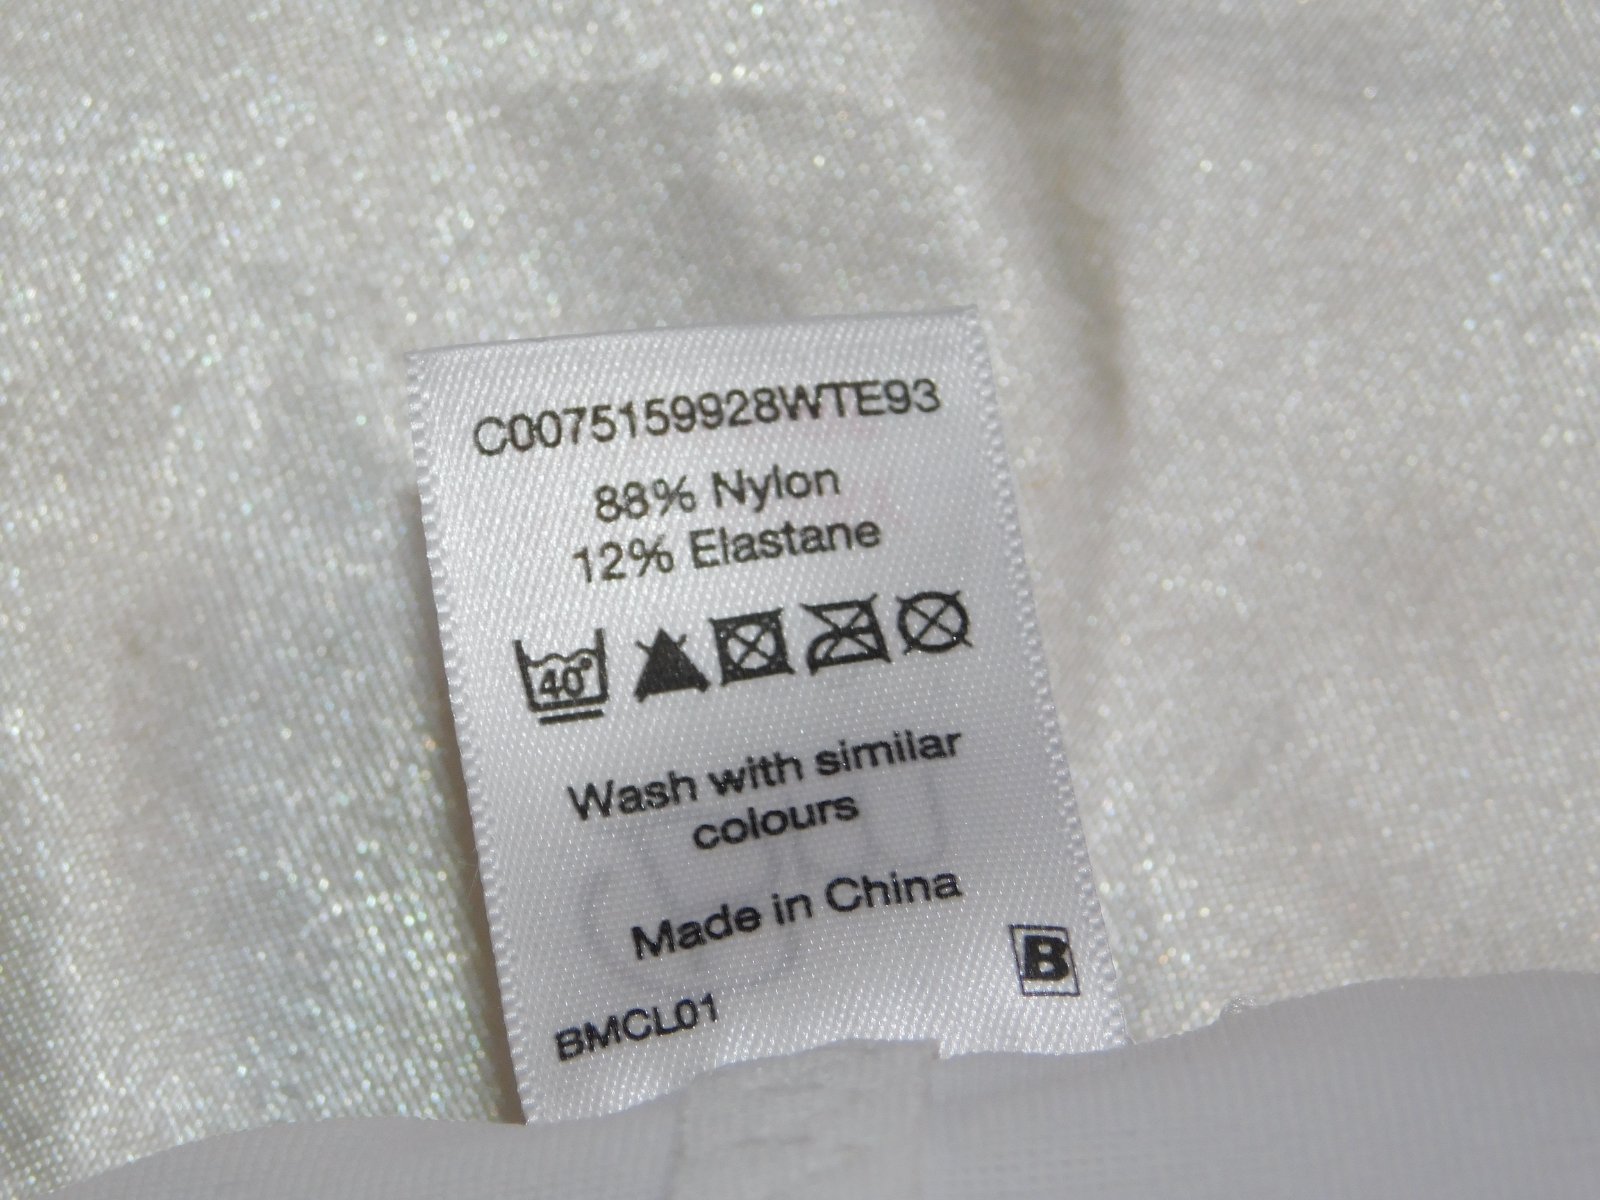 C0075159928WTE93
88% Nylon
12% Elastane
40°
Wash with similar
colours
Made in China
B
BMCL01